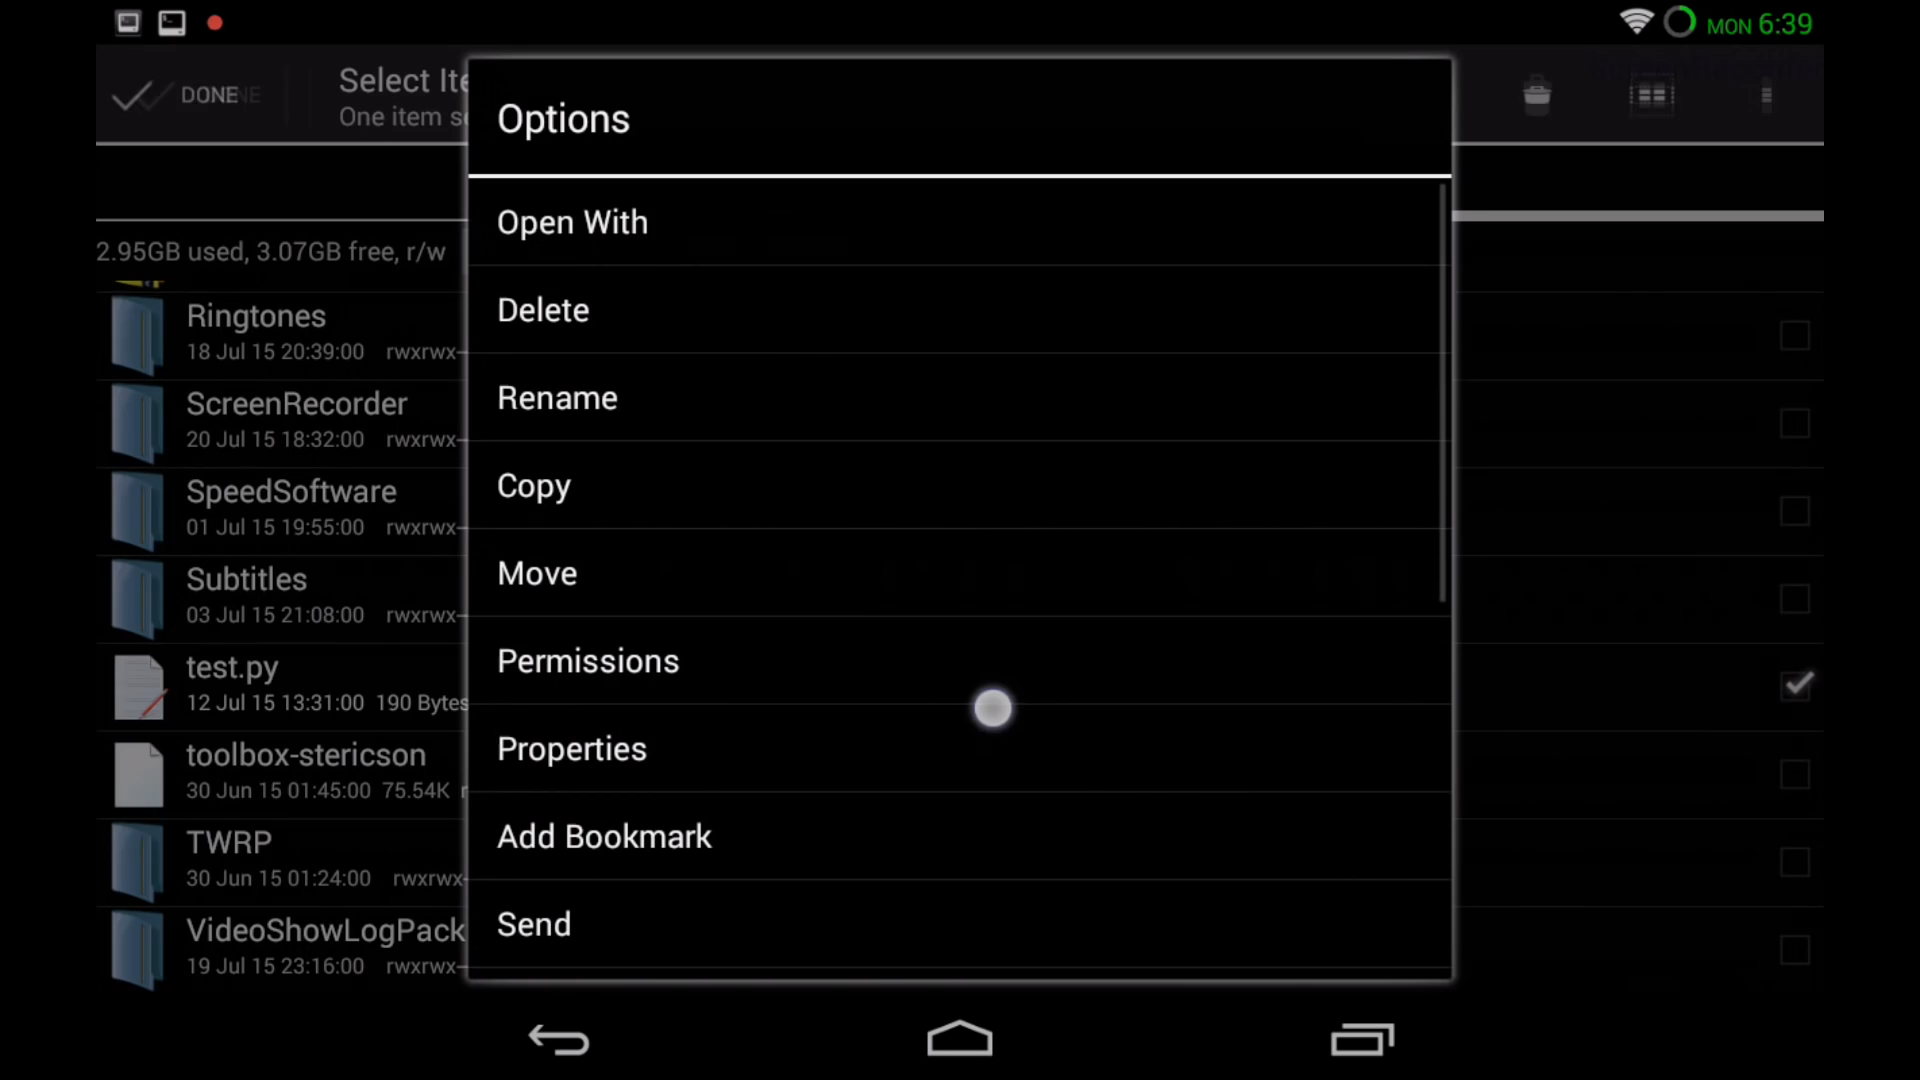 MON 6:39
DONE
Select Ite
One item s
Options
2.95GB used, 3.07GB free, r/w
Ringtones
18 Jul 15 20:39:00 rwxrwx-
ScreenRecorder
20 Jul 15 18:32:00 rwxrwx-
SpeedSoftware
01 Jul 15 19:55:00 rwxrwx-
Subtitles
03 Jul 15 21:08:00 rwxrwx-
test.py
12 Jul 15 13:31:00 190 Bytes
toolbox-stericson
30 Jun 15 01:45:00 75.54K r
TWRP
30 Jun 15 01:24:00 rwxrwx-
VideoShowLogPack
19 Jul 15 23:16:00 rwxrwx-
Open With
Delete
Rename
Copy
Move
Permissions
Properties
Add Bookmark
Send